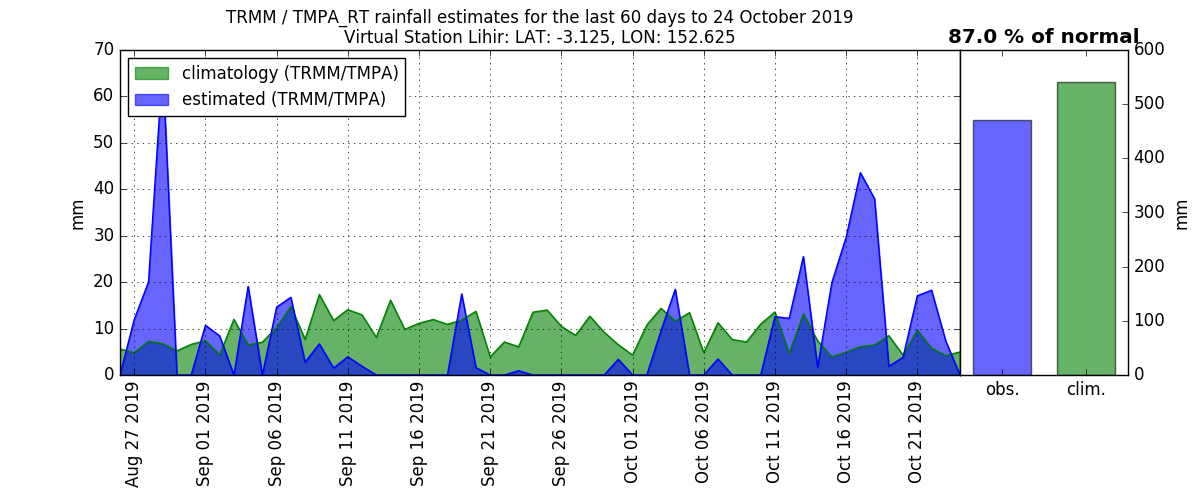 TRMM / TMPA_RT rainfall estimates for the last 60 days to 24 October 2019
Virtual Station Lihir: LAT: -3.125, LON: 152.625
87.0 % of normal
climatology (TRMM/TMPA)
estimated (TRMM/TMPA)
mm
70
60
50
40
30
20
10
0
Aug 27 2019
Sep 01 2019
Sep 06 2019
Sep 11 2019
Sep 16 2019
Sep 21 2019
Sep 26 2019
Oct 01 2019
Oct 06 2019
Oct 11 2019
Oct 16 2019
Oct 21 2019
obs.
clim.
600
500
400
300
200
100
0
mm